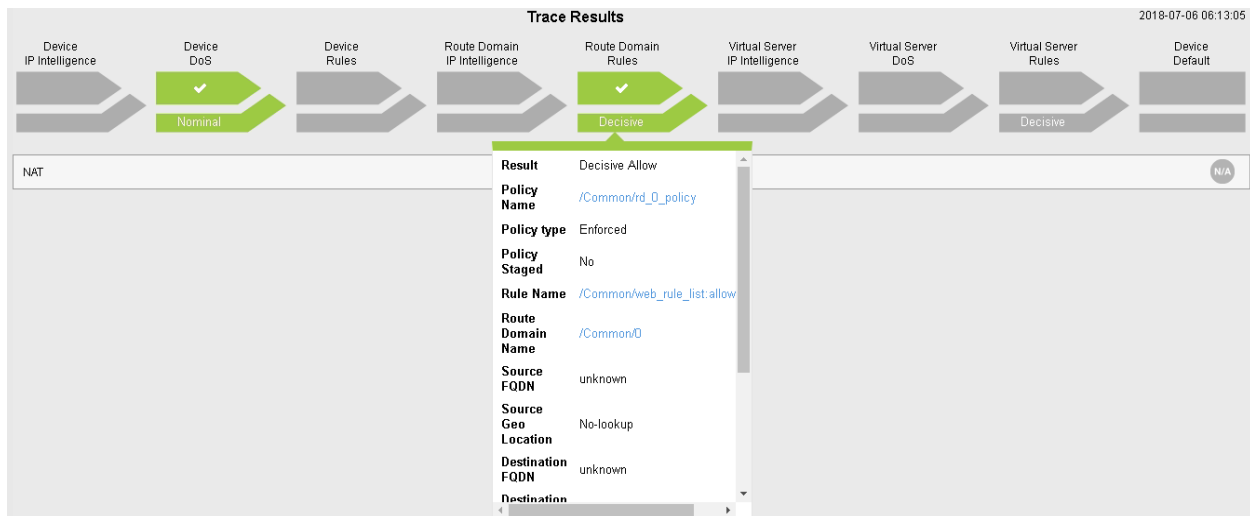 Trace Results
2018-07-06 06:13:05
Device
IP Intelligence
Device
DoS
Device
Rules
Route Domain
IP Intelligence
Route Domain
Rules
Virtual Server
IP Intelligence
Virtual Server
DoS
Virtual Server
Rules
Device
Default
Nominal
Decisive
Decisive
NAT
N/A
Result Decisive Allow
Policy
Name /Common/rd_0_policy
Policy type Enforced
Policy
Staged No
Rule Name /Common/web_rule_list:allow
Route
Domain
Name /Common/0
Source
FQDN unknown
Source
Geo
Location No-lookup
Destination
FQDN unknown
Destination